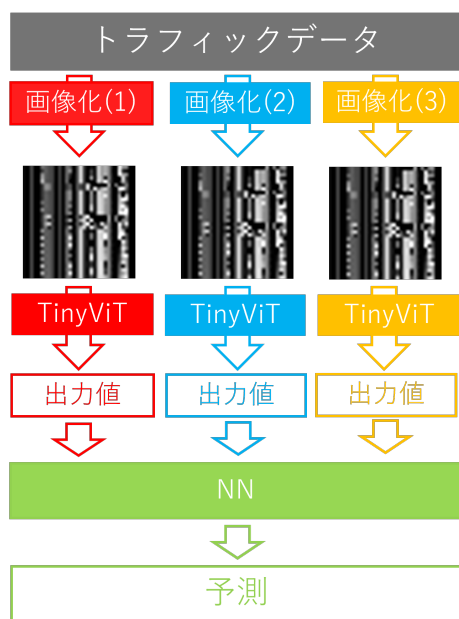 トラフィックデータ
画像化(1) 画像化(2) 画像化(3)
TinyViT TinyViT TinyViT
出力値 出力値 出力値
NN
予測